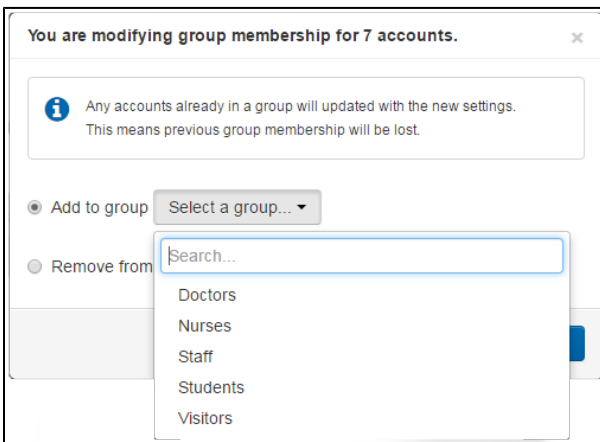 You are modifying group membership for 7 accounts.
×
Any accounts already in a group will updated with the new settings.
This means previous group membership will be lost.
Add to group Select a group...
Remove from
Search...
Doctors
Nurses
Staff
Students
Visitors